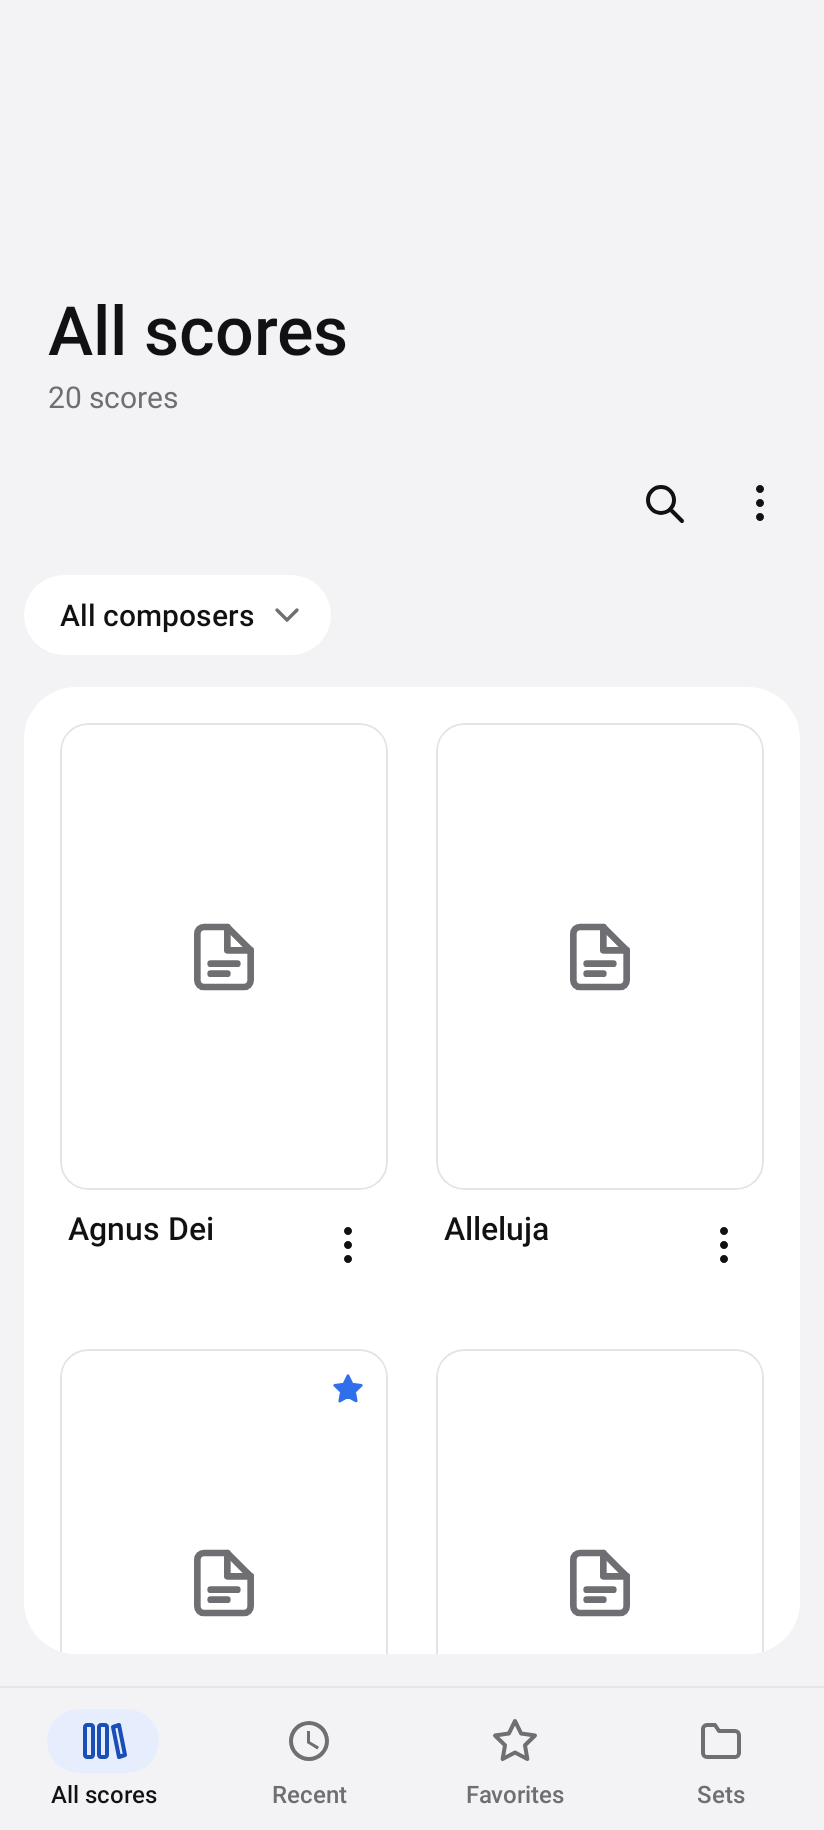 All scores
20 scores
All composers
Agnus Dei
Alleluja
All scores
Recent
Favorites
Sets